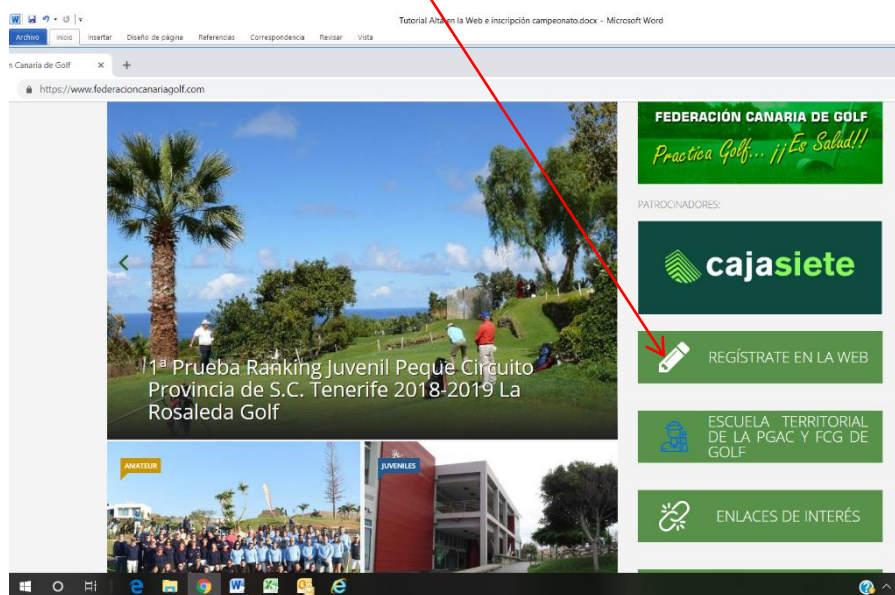 Tutorial Alta en la Web e inscripción campeonato.docx - Microsoft Word
Archivo Inicio Insertar Diseño de página Referencias Correspondencia Revisar Vista
n Canaria de Golf × +
https://www.federacioncanariagolf.com
FEDERACIÓN CANARIA DE GOLF
Practica Golf... ¡¡Es Salud!!
PATROCINADORES:
cajasiete
1ª Prueba Ranking Juvenil Peque Circuito
Provincia de S.C. Tenerife 2018-2019 La
Rosaleda Golf
REGÍSTRATE EN LA WEB
ESCUELA TERRITORIAL
DE LA PGAC Y FCG DE
GOLF
AMATEUR
JUVENILES
ENLACES DE INTERÉS